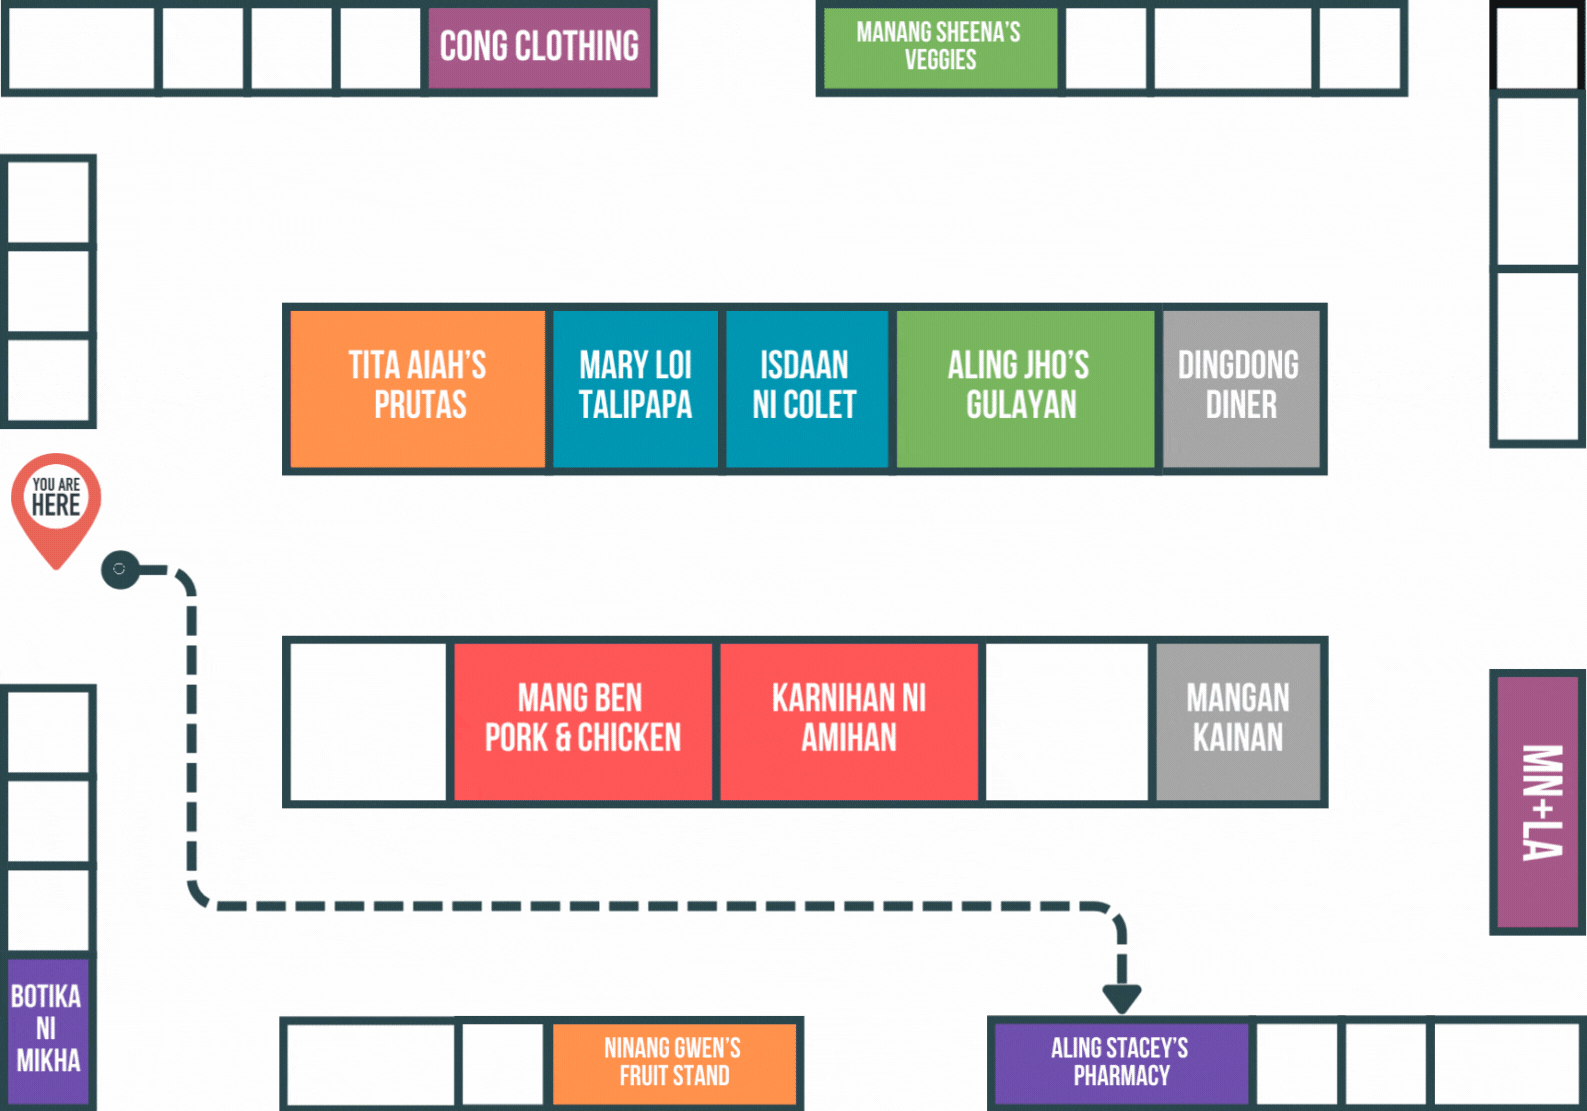 CONG CLOTHING
MANANG SHEENA'S
VEGGIES
TITA AIAH'S
PRUTAS
MARY LOI
TALIPAPA
ISDAAN
NI COLET
ALING JHO'S
GULAYAN
DINGDONG
DINER
YOU ARE
HERE
MANG BEN
PORK & CHICKEN
KARNIHAN NI
AMIHAN
MANGAN
KAINAN
MN+LA
BOTIKA
NI
MIKHA
NINANG GWEN'S
FRUIT STAND
ALING STACEY'S
PHARMACY